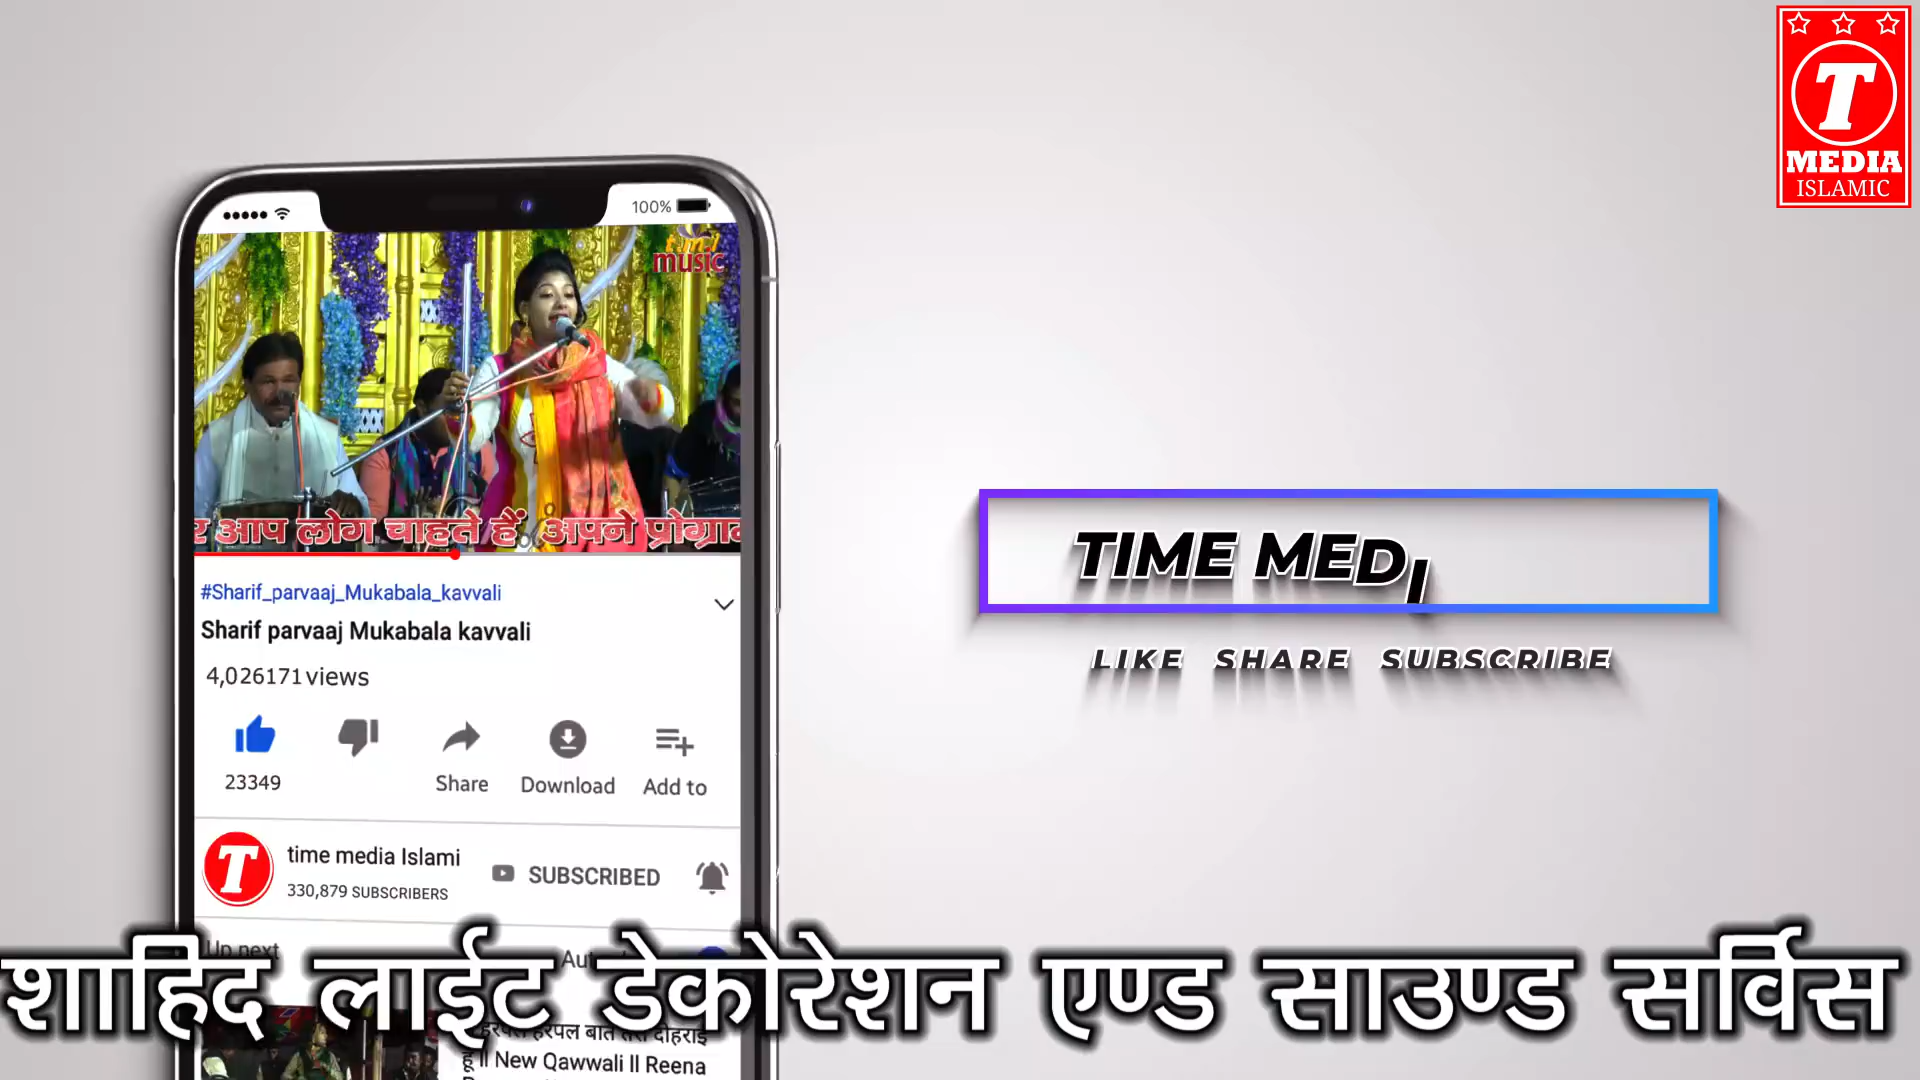 T
MEDIA
ISLAMIC
100%
music
र आप लोग चाहते हैं अपने प्रोग्रा
#Sharif_parvaaj_Mukabala_kavvali
Sharif parvaaj Mukabala kavvali
4,026171 views
23349
Share
Download
Add to
T
time media Islami
330,879 SUBSCRIBERS
SUBSCRIBED
TIME MEDI
LIKE SHARE SUBSCRIBE
Up next
शाहिद लाईट डेकोरेशन एण्ड साउण्ड सर्विस
ll New Qawwali ll Reena